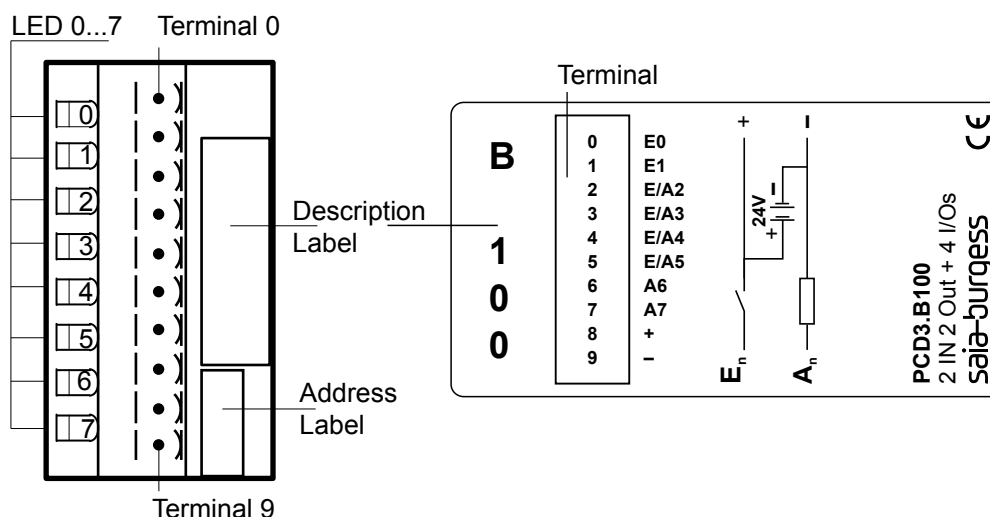 LED 0...7
Terminal 0
0
1
2
3
4
5
6
7
Description
Label
Address
Label
Terminal 9
Terminal
B
1
0
0
0 E0
1 E1
2 E/A2
3 E/A3
4 E/A4
5 E/A5
6 A6
7 A7
8 +
9 –
+
–
24V
–
+
En
An
CE
PCD3.B100
2 IN 2 Out + 4 I/Os
saia-burgess